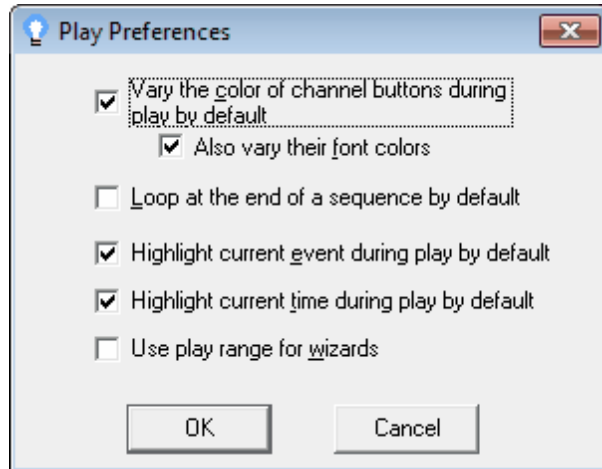 Play Preferences
Vary the color of channel buttons during
play by default
Also vary their font colors
Loop at the end of a sequence by default
Highlight current event during play by default
Highlight current time during play by default
Use play range for wizards
OK
Cancel